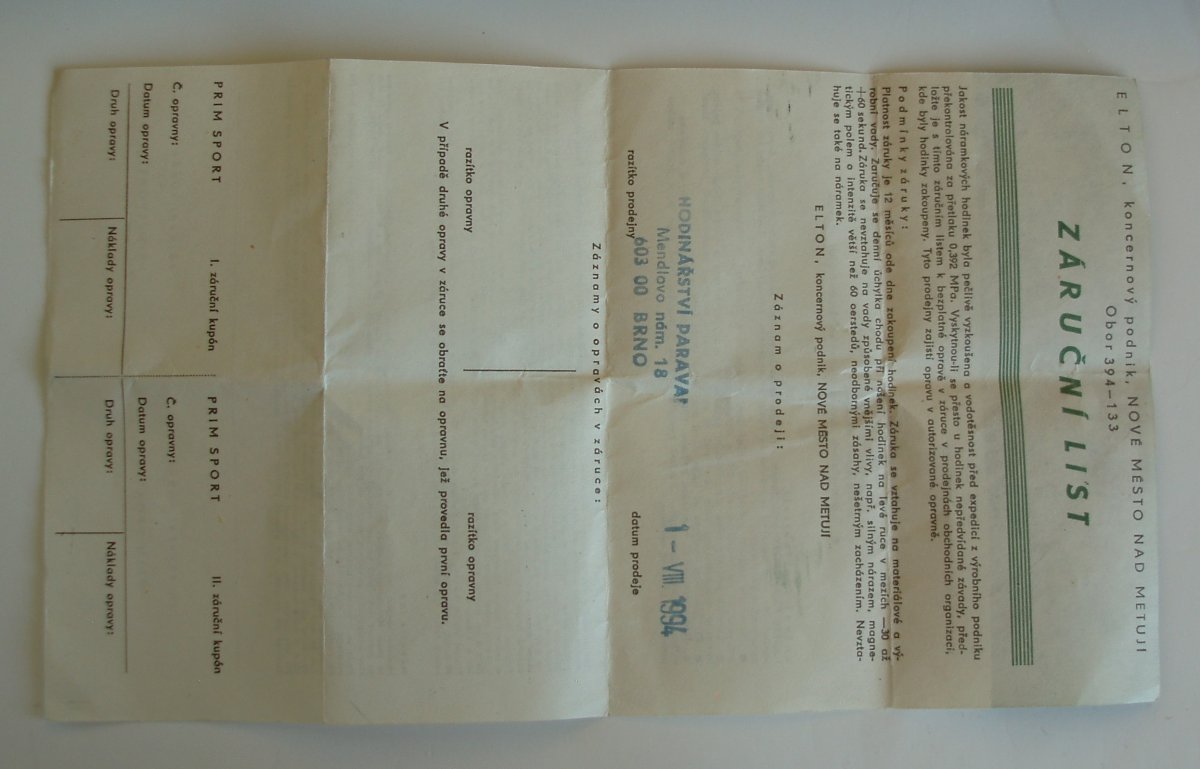 ELTON, koncernový podnik, NOVÉ MĚSTO NAD METUJÍ
Obor 394–133
ZÁRUČNÍ LIST
Jakost náramkových hodinek byla pečlivě vyzkoušena a vodotěsnost před expedicí z výrobního podniku
překontrolována za přetlaku 0,392 MPa. Vyskytnou-li se přesto u hodinek nepředvídané závady, před-
ložte je s tímto záručním listem k bezplatné opravě v záruce v prodejnách obchodních organizací,
kde byly hodinky zakoupeny. Tyto prodejny zajistí opravu v autorizované opravně.
Podmínky záruky:
Platnost záruky je 12 měsíců ode dne zakoupení hodinek. Záruka se vztahuje na materiálové a vý-
robní vady. Zaručuje se denní úchylka chodu při nošení hodinek na levé ruce v mezích —30 až
+60 sekund. Záruka se nevztahuje na vady způsobené vnějšími vlivy, např. silným nárazem, magne-
tickým polem o intenzitě větší než 60 oerstedů, neodbornými zásahy, nešetrným zacházením. Nevzta-
huje se také na náramek.
ELTON, koncernový podnik, NOVÉ MĚSTO NAD METUJÍ
Záznam o prodeji:
HODINÁŘSTVÍ PARAVAN
Mendlovo nám. 18
603 00 BRNO
1 - VIII. 1994
razítko prodejny
datum prodeje
Záznamy o opravách v záruce:
razítko opravny
razítko opravny
V případě druhé opravy v záruce se obraťte na opravnu, jež provedla první opravu.
PRIM SPORT I. záruční kupón
Č. opravny:
Datum opravy:
Druh opravy: Náklady opravy:
PRIM SPORT II. záruční kupón
Č. opravny:
Datum opravy:
Druh opravy: Náklady opravy: